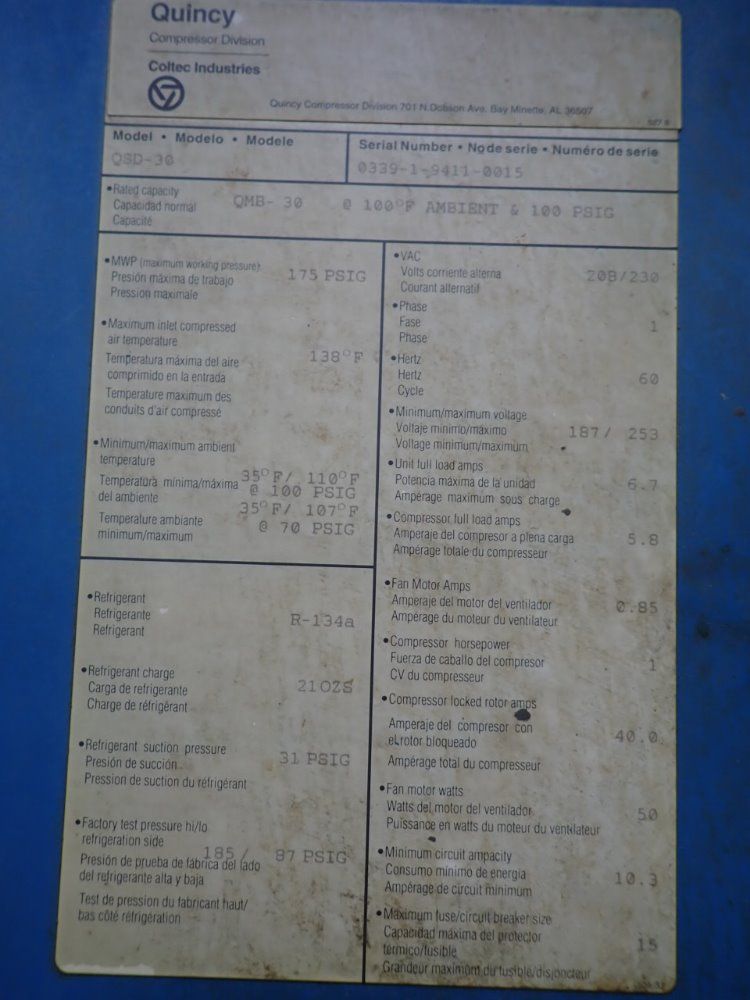 Quincy
Compressor Division
Coltec Industries
Quincy Compressor Division 701 N. Dobson Ave. Bay Minette, AL 36507
Model • Modelo • Modele
QSD-30
Serial Number • No de serie • Numéro de serie
0339-1-9411-0015
•Rated capacity
Capacidad normal
Capacité
QMB- 30 @ 100°F AMBIENT & 100 PSIG
•MWP (maximum working pressure)
Presión máxima de trabajo
Pression maximale
175 PSIG
•Maximum inlet compressed
air temperature
Temperatura máxima del aire
comprimido en la entrada
Temperature maximum des
conduits d'air compressé
138°F
•Minimum/maximum ambient
temperature
Temperatura mínima/máxima
del ambiente
Temperature ambiante
minimum/maximum
35°F/ 110°F
@ 100 PSIG
35°F/ 107°F
@ 70 PSIG
•Refrigerant
Refrigerante
Refrigerant
R-134a
•Refrigerant charge
Carga de refrigerante
Charge de réfrigérant
21OZS
•Refrigerant suction pressure
Presión de succión
Pression de suction du réfrigérant
31 PSIG
•Factory test pressure hi/lo
refrigeration side
Presión de prueba de fábrica del lado
del refrigerante alta y baja
Test de pression du fabricant haut/
bas côté réfrigération
185/ 87 PSIG
•VAC
Volts corriente alterna
Courant alternatif
208/230
•Phase
Fase
Phase
1
•Hertz
Hertz
Cycle
60
•Minimum/maximum voltage
Voltaje minimo/máximo
Voltage minimum/maximum
187/ 253
•Unit full load amps
Potencia máxima de la unidad
Ampérage maximum sous charge
6.7
•Compressor full load amps
Amperaje del compresor a plena carga
Ampérage totale du compresseur
5.8
•Fan Motor Amps
Amperaje del motor del ventilador
Ampérage du moteur du ventilateur
0.85
•Compressor horsepower
Fuerza de caballo del compresor
CV du compresseur
1
•Compressor locked rotor amps
Amperaje del compresor con
el rotor bloqueado
Ampérage total du compresseur
40.0
•Fan motor watts
Watts del motor del ventilador
Puissance en watts du moteur du ventilateur
50
•Minimum circuit ampacity
Consumo mínimo de energía
Ampérage de circuit minimum
10.3
•Maximum fuse/circuit breaker size
Capacidad máxima del protector
térmico/fusible
Grandeur maximum du fusible/disjoncteur
15